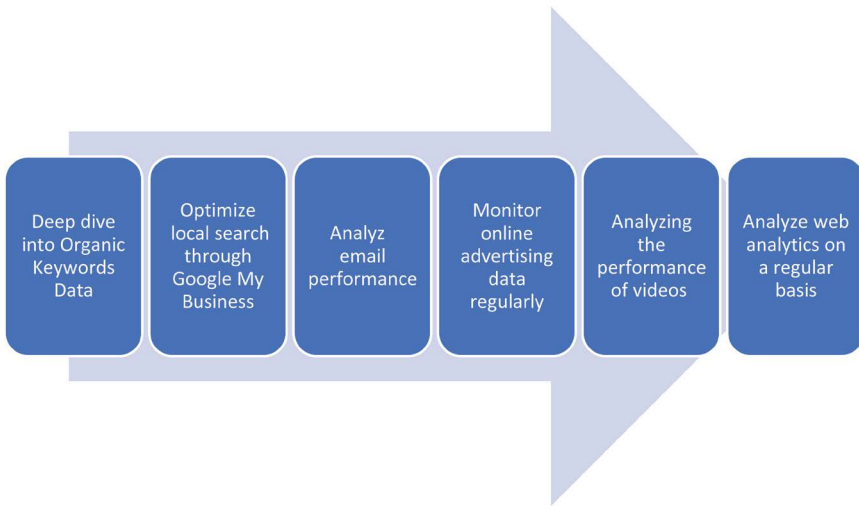 Deep dive
into Organic
Keywords
Data
Optimize
local search
through
Google My
Business
Analyz
email
performance
Monitor
online
advertising
data
regularly
Analyzing
the
performance
of videos
Analyze web
analytics on
a regular
basis